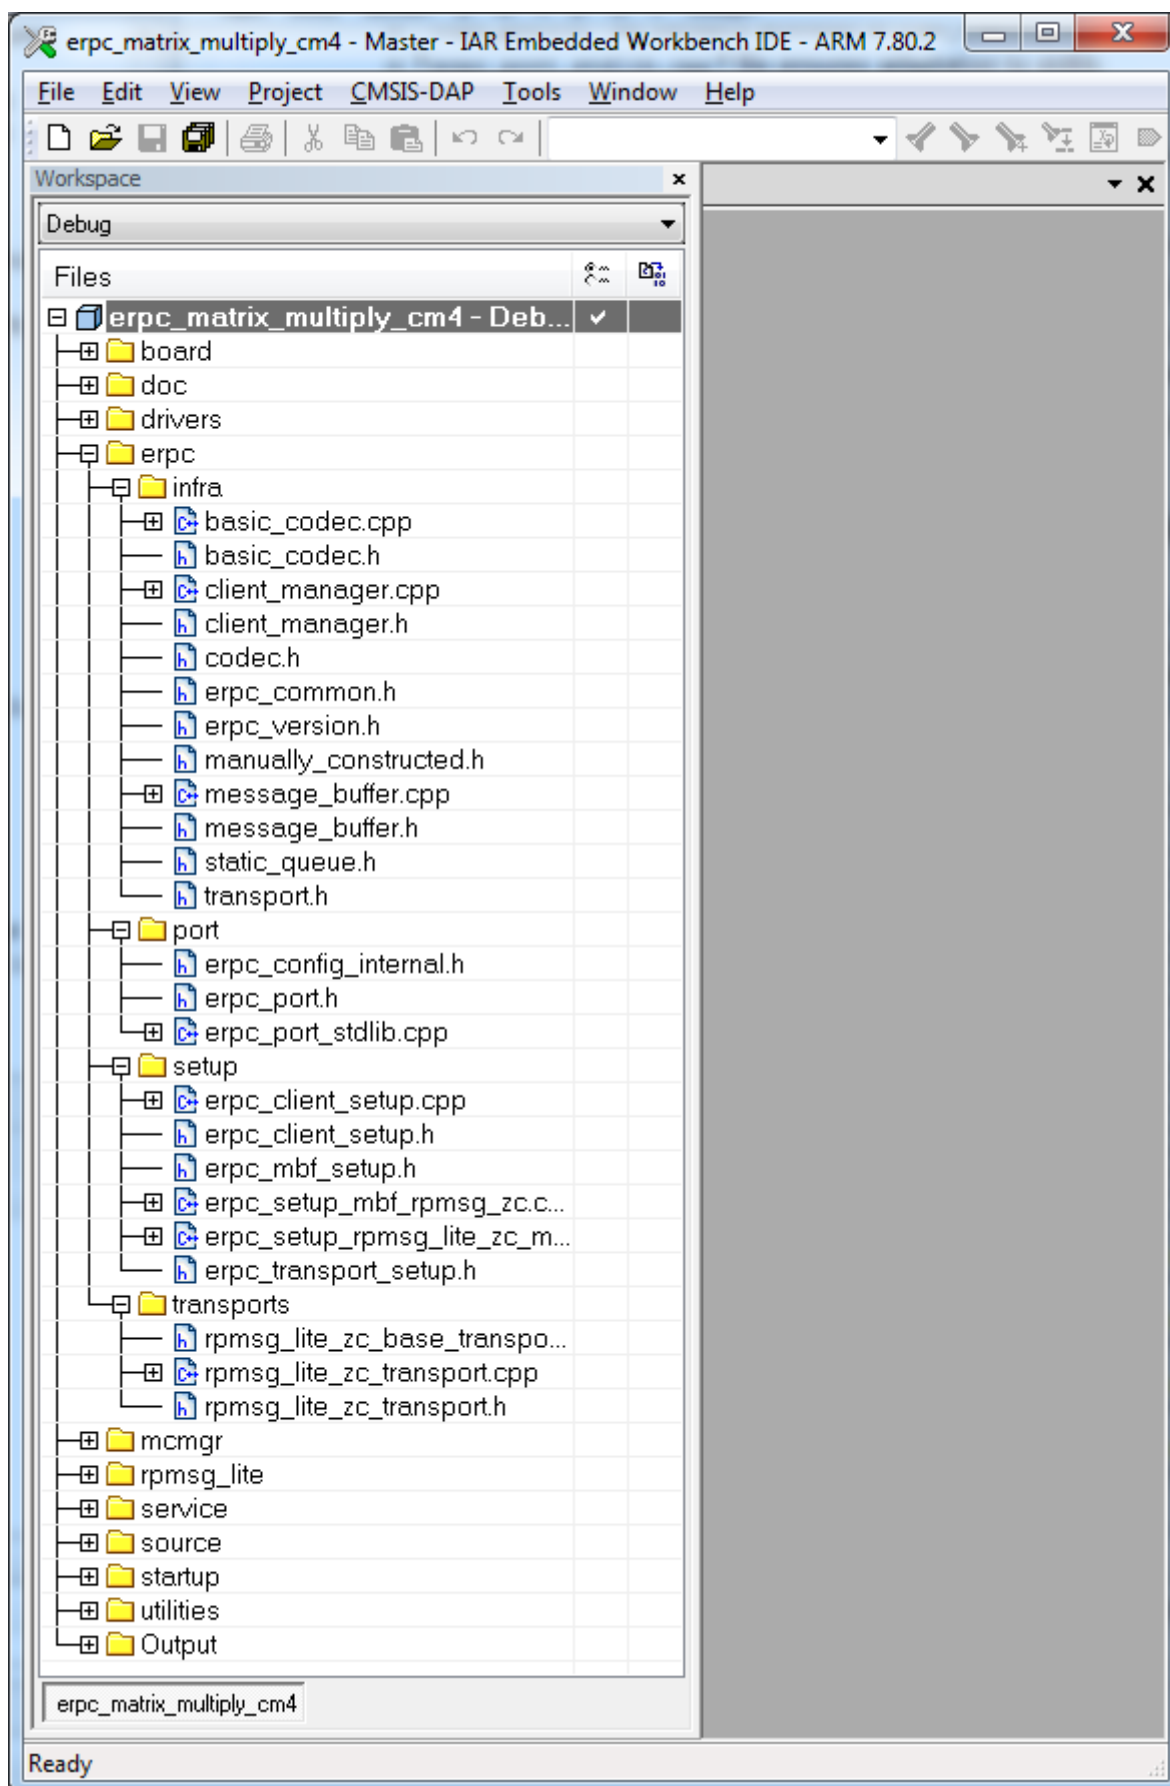 erpc_matrix_multiply_cm4 - Master - IAR Embedded Workbench IDE - ARM 7.80.2
File Edit View Project CMSIS-DAP Tools Window Help
Workspace
Debug
Files
erpc_matrix_multiply_cm4 - Deb...
board
doc
drivers
erpc
infra
basic_codec.cpp
basic_codec.h
client_manager.cpp
client_manager.h
codec.h
erpc_common.h
erpc_version.h
manually_constructed.h
message_buffer.cpp
message_buffer.h
static_queue.h
transport.h
port
erpc_config_internal.h
erpc_port.h
erpc_port_stdlib.cpp
setup
erpc_client_setup.cpp
erpc_client_setup.h
erpc_mbf_setup.h
erpc_setup_mbf_rpmsg_zc.c...
erpc_setup_rpmsg_lite_zc_m...
erpc_transport_setup.h
transports
rpmsg_lite_zc_base_transpo...
rpmsg_lite_zc_transport.cpp
rpmsg_lite_zc_transport.h
mcmgr
rpmsg_lite
service
source
startup
utilities
Output
erpc_matrix_multiply_cm4
Ready